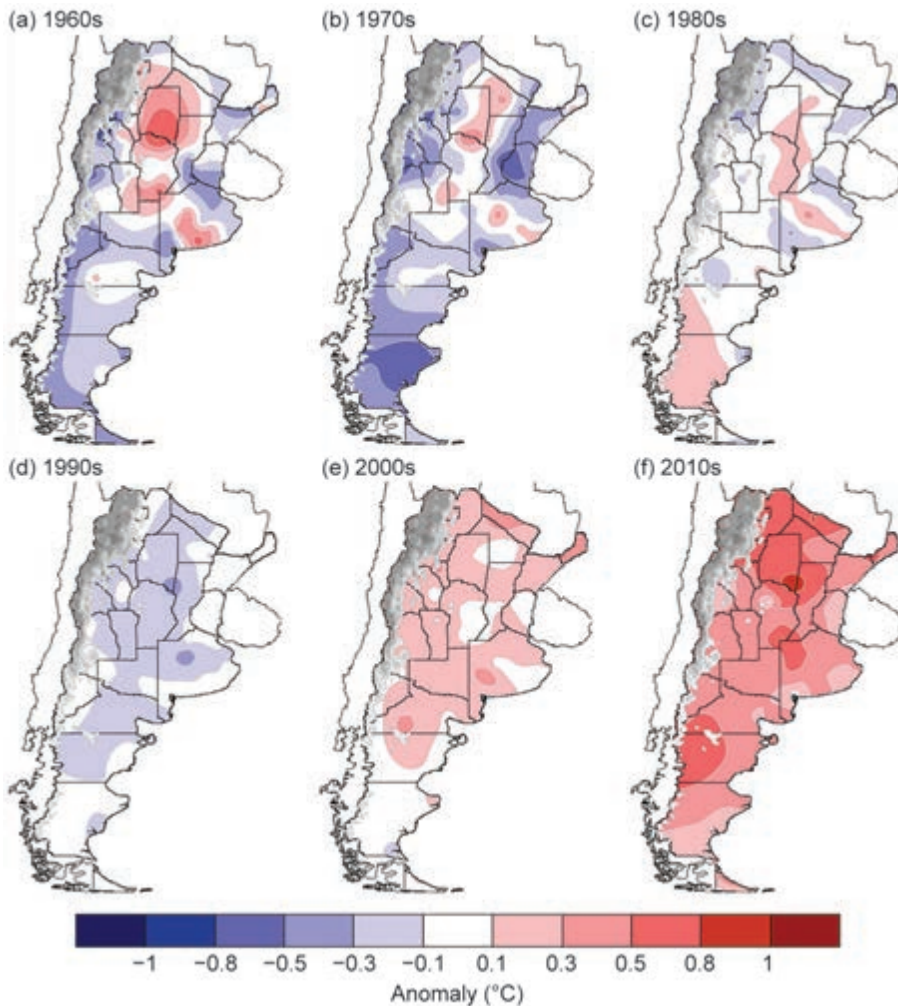 (a) 1960s
(b) 1970s
(c) 1980s
(d) 1990s
(e) 2000s
(f) 2010s
−1 −0.8 −0.5 −0.3 −0.1 0.1 0.3 0.5 0.8 1
Anomaly (°C)